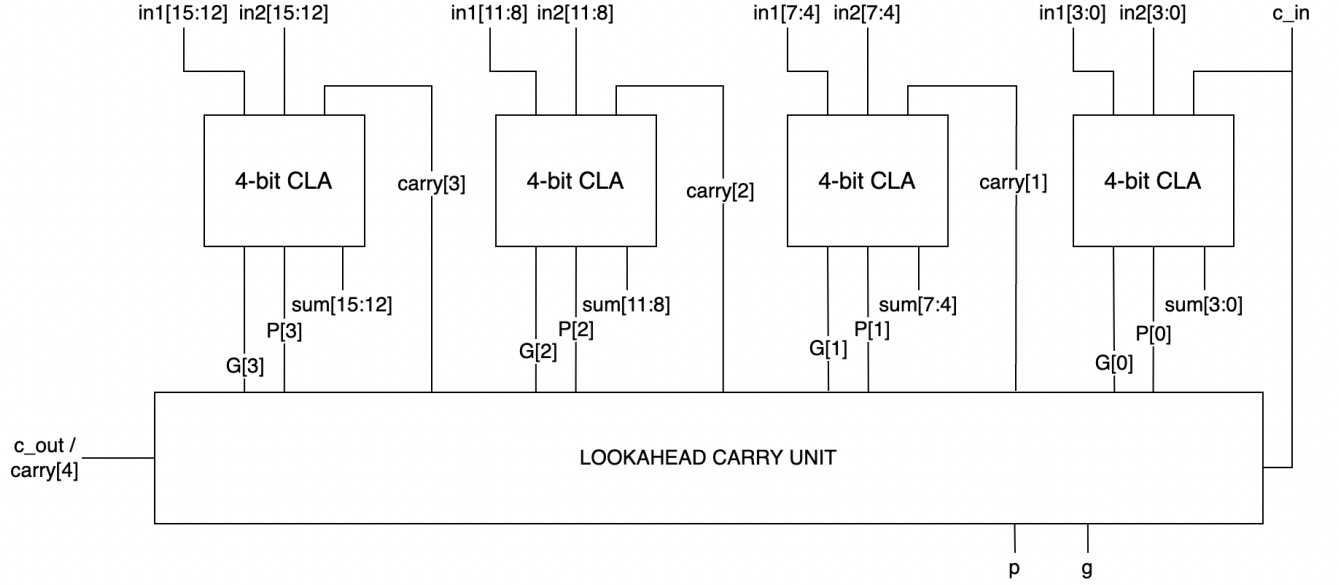 in1[15:12] in2[15:12] in1[11:8] in2[11:8] in1[7:4] in2[7:4] in1[3:0] in2[3:0] c_in
4-bit CLA carry[3] 4-bit CLA carry[2] 4-bit CLA carry[1] 4-bit CLA
sum[15:12] sum[11:8] sum[7:4] sum[3:0]
P[3] P[2] P[1] P[0]
G[3] G[2] G[1] G[0]
c_out /
carry[4]
LOOKAHEAD CARRY UNIT
p g